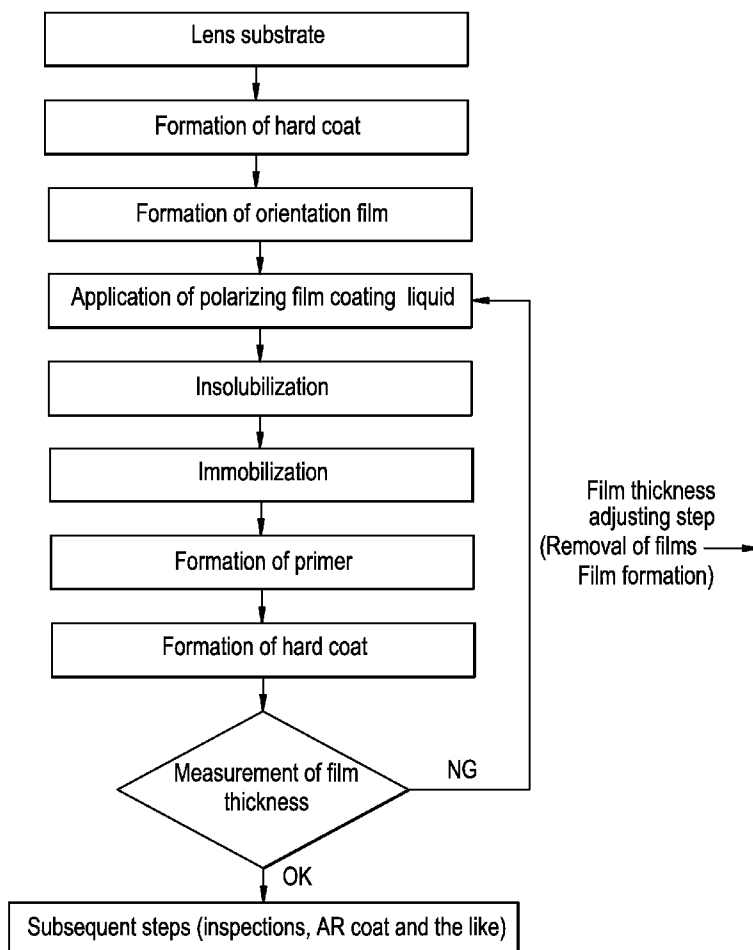 Lens substrate
Formation of hard coat
Formation of orientation film
Application of polarizing film coating liquid
Insolubilization
Immobilization
Film thickness
adjusting step
(Removal of films
Film formation)
Formation of primer
Formation of hard coat
Measurement of film
thickness
NG
OK
Subsequent steps (inspections, AR coat and the like)